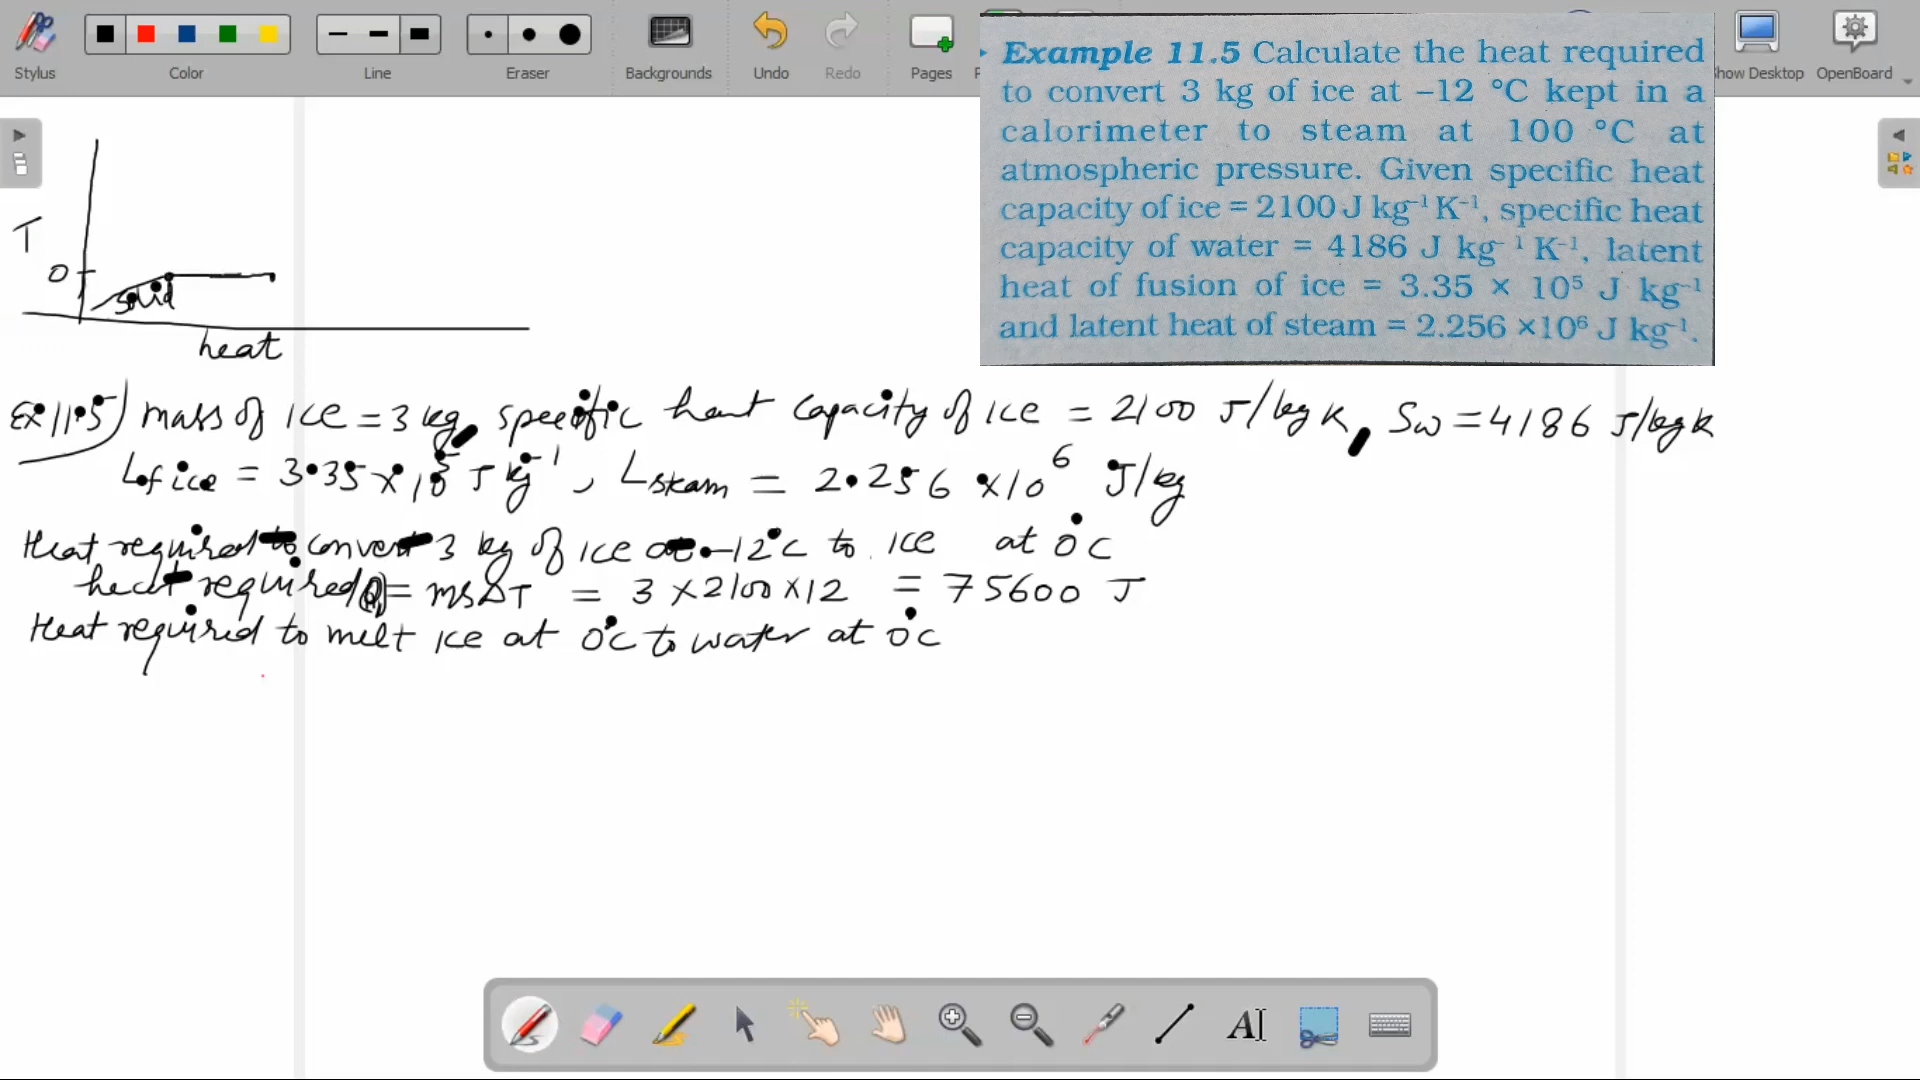 Stylus
Color
Line
Eraser
Backgrounds
Undo
Redo
Pages
Show Desktop
OpenBoard
Example 11.5 Calculate the heat required
to convert 3 kg of ice at –12 °C kept in a
calorimeter to steam at 100 °C at
atmospheric pressure. Given specific heat
capacity of ice = 2100 J kg⁻¹ K⁻¹, specific heat
capacity of water = 4186 J kg⁻¹ K⁻¹, latent
heat of fusion of ice = 3.35 × 10⁵ J kg⁻¹
and latent heat of steam = 2.256 ×10⁶ J kg⁻¹.
T
0
solid
heat
Ex 11.5) mass of ice = 3 kg, specific heat capacity of ice = 2100 J/kg K, Sw = 4186 J/kg K
Lf ice = 3.35 × 10⁵ J kg⁻¹, Lsteam = 2.256 × 10⁶ J/kg
Heat required to convert 3 kg of ice at -12°C to ice at 0°C
heat required Q₁ = msΔT = 3 × 2100 × 12 = 75600 J
Heat required to melt ice at 0°C to water at 0°C